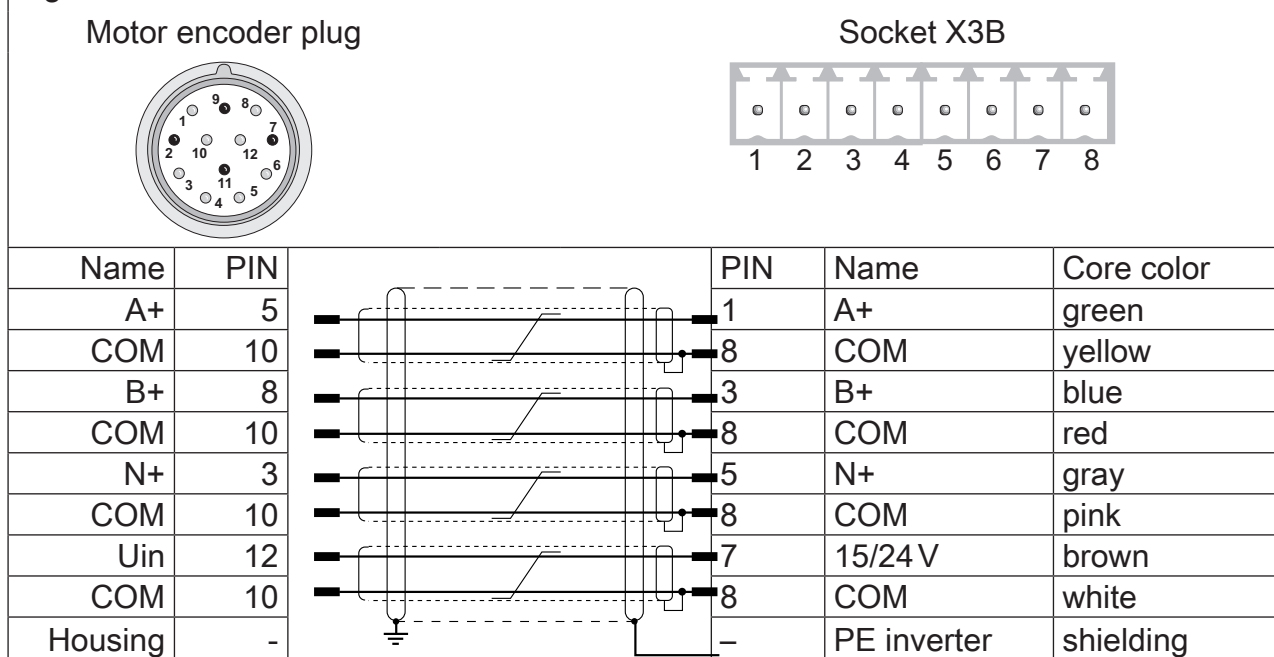 Motor encoder plug Socket X3B
9 8
1 7
2 10 12
3 11 6
4 5
1 2 3 4 5 6 7 8
Name PIN PIN Name Core color
A+ 5 1 A+ green
COM 10 8 COM yellow
B+ 8 3 B+ blue
COM 10 8 COM red
N+ 3 5 N+ gray
COM 10 8 COM pink
Uin 12 7 15/24 V brown
COM 10 8 COM white
Housing - – PE inverter shielding